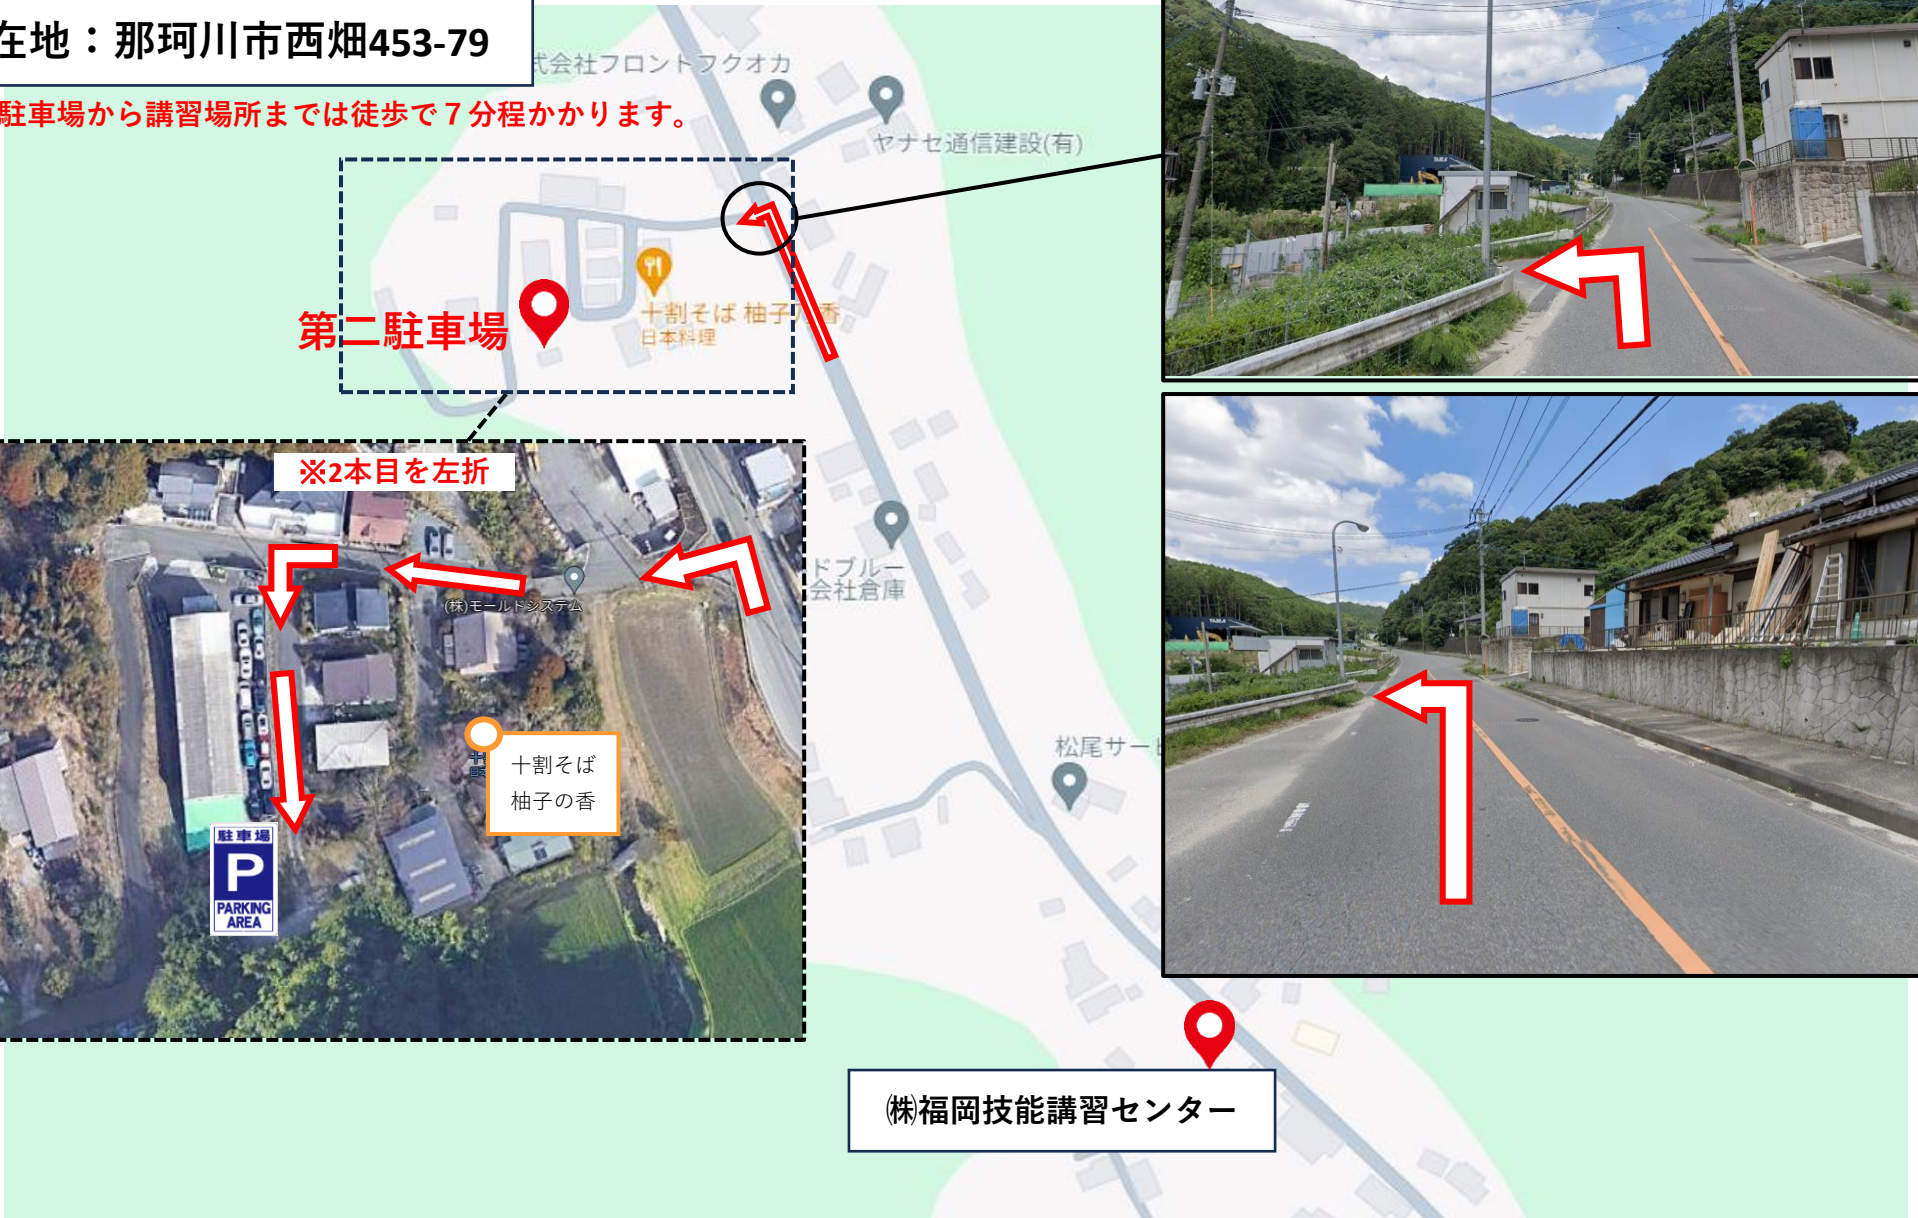 在地：那珂川市西畑453-79
駐車場から講習場所までは徒歩で７分程かかります。
式会社フロントフクオカ
ヤナセ通信建設(有)
第二駐車場
十割そば 柚子の香
日本料理
※2本目を左折
(株)モールドシステム
十割そば
柚子の香
駐車場
P
PARKING
AREA
ドブルー
会社倉庫
松尾サービ
㈱福岡技能講習センター